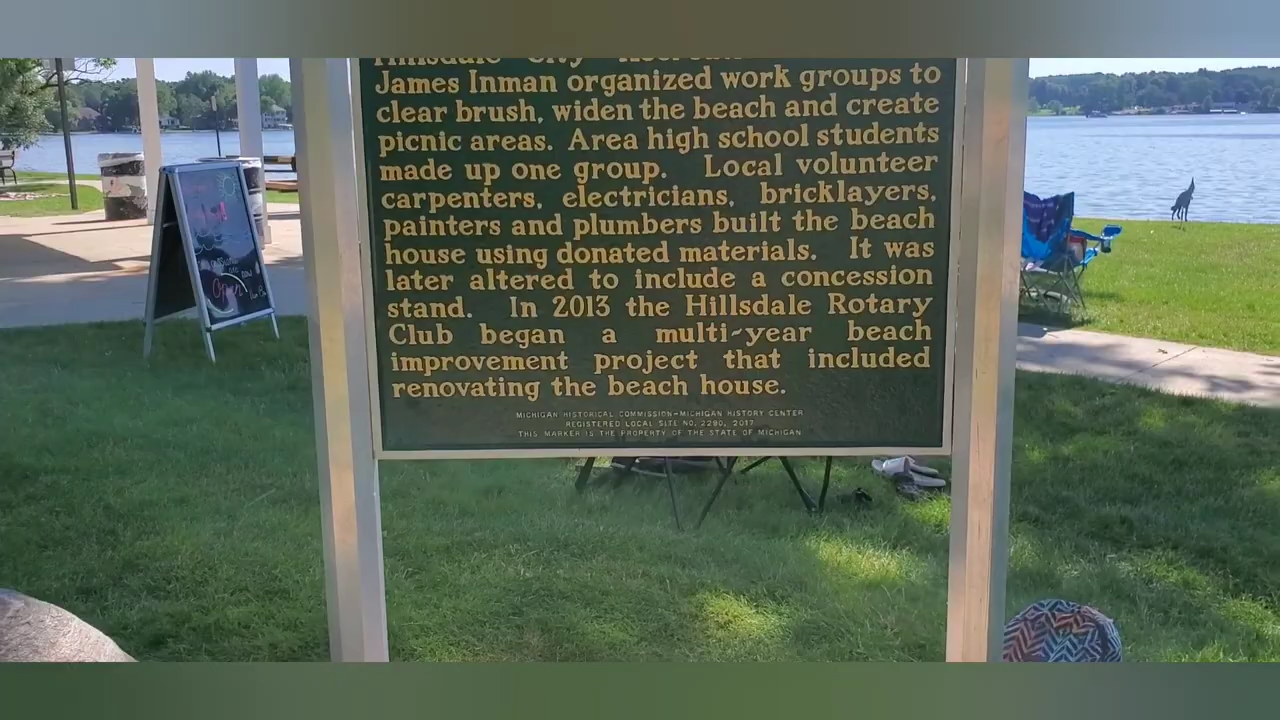 Hillsdale City
James Inman organized work groups to
clear brush, widen the beach and create
picnic areas. Area high school students
made up one group. Local volunteer
carpenters, electricians, bricklayers,
painters and plumbers built the beach
house using donated materials. It was
later altered to include a concession
stand. In 2013 the Hillsdale Rotary
Club began a multi-year beach
improvement project that included
renovating the beach house.
MICHIGAN HISTORICAL COMMISSION-MICHIGAN HISTORY CENTER
REGISTERED LOCAL SITE NO. 2280, 2017
THIS MARKER IS THE PROPERTY OF THE STATE OF MICHIGAN
Open